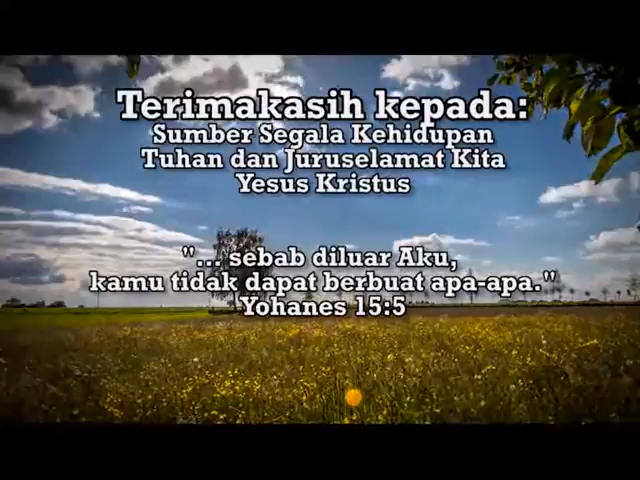 Terimakasih kepada:
Sumber Segala Kehidupan
Tuhan dan Juruselamat Kita
Yesus Kristus
"... sebab diluar Aku,
kamu tidak dapat berbuat apa-apa."
Yohanes 15:5